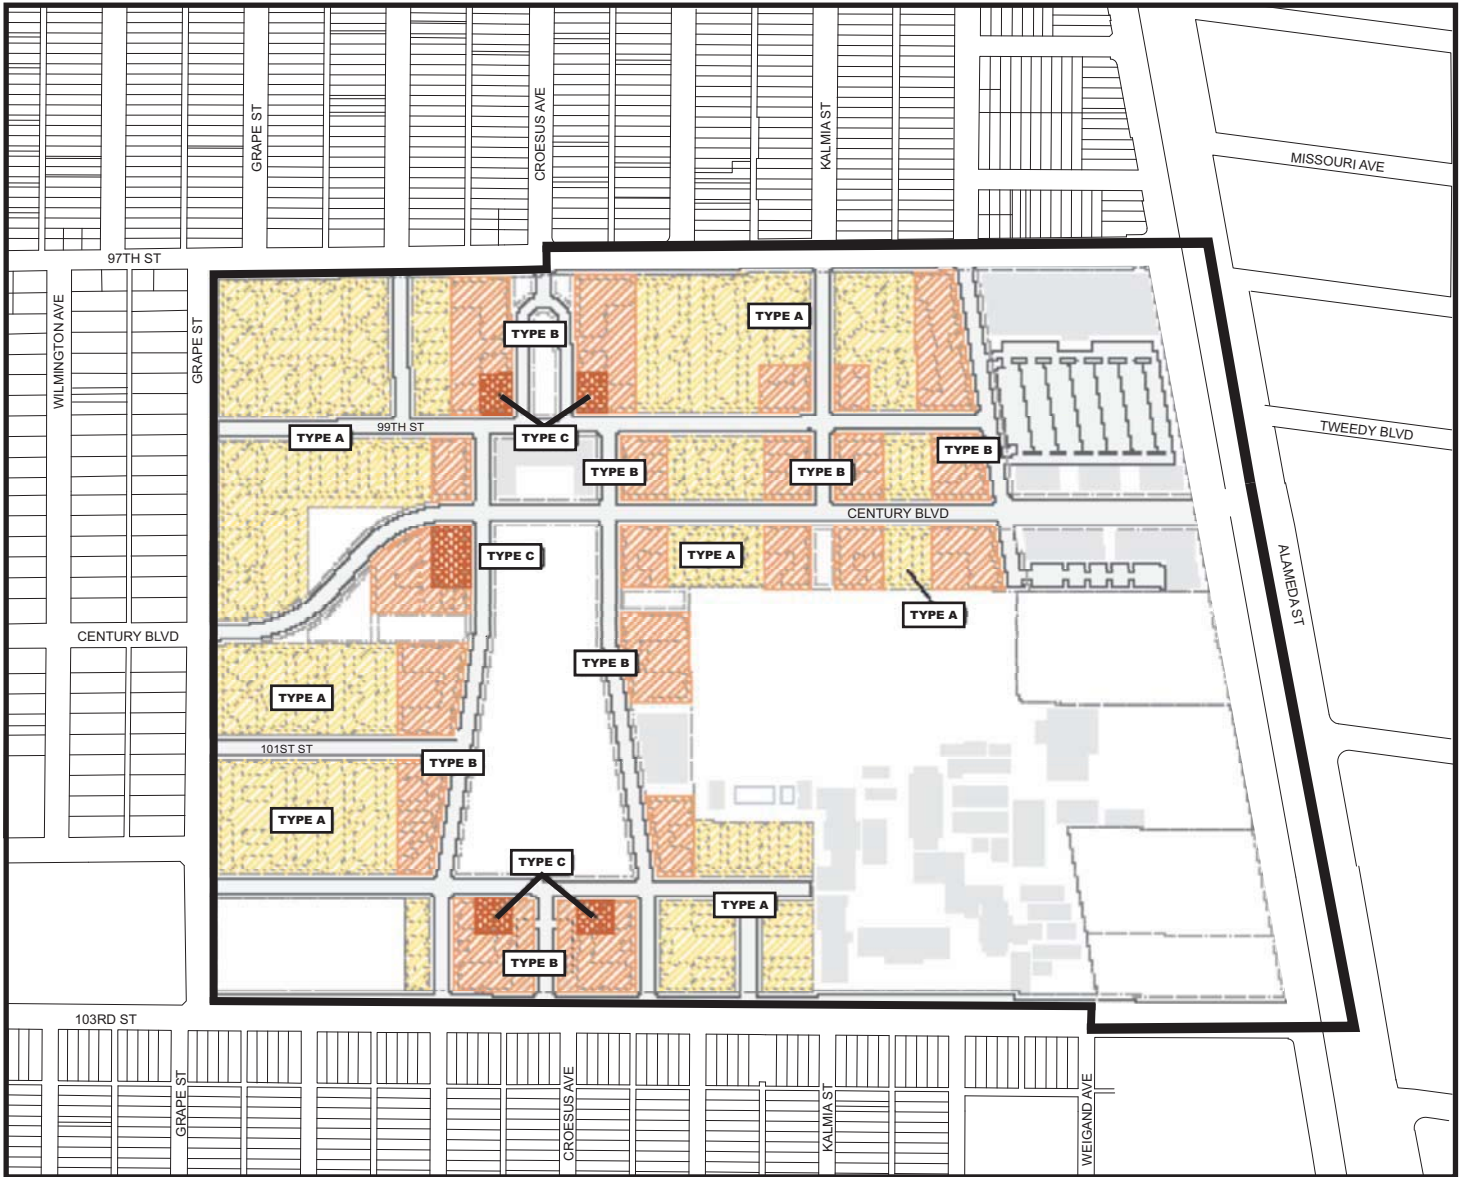 GRAPE ST
CROESUS AVE
KALMIA ST
MISSOURI AVE
97TH ST
WILMINGTON AVE
GRAPE ST
TYPE A
TYPE B
TYPE C
99TH ST
TYPE A
TWEEDY BLVD
TYPE B
TYPE B
TYPE B
CENTURY BLVD
TYPE C
TYPE A
ALAMEDA ST
TYPE A
CENTURY BLVD
TYPE B
TYPE A
101ST ST
TYPE B
TYPE A
TYPE C
TYPE A
TYPE B
103RD ST
GRAPE ST
CROESUS AVE
KALMIA ST
WEIGAND AVE